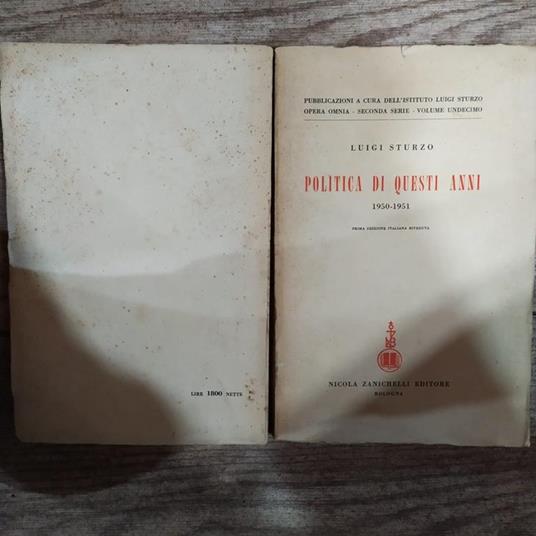 LIRE 1800 NETTE
PUBBLICAZIONI A CURA DELL'ISTITUTO LUIGI STURZO
OPERA OMNIA - SECONDA SERIE - VOLUME UNDECIMO
LUIGI STURZO
POLITICA DI QUESTI ANNI
1950-1951
PRIMA EDIZIONE ITALIANA RIVEDUTA
NICOLA ZANICHELLI EDITORE
BOLOGNA